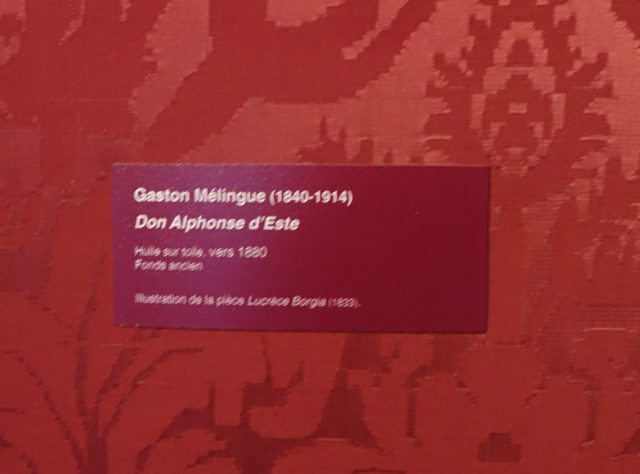 Gaston Mélingue (1840-1914)
Don Alphonse d'Este
Huile sur toile, vers 1880
Fonds ancien
Illustration de la pièce Lucrèce Borgia (1833).